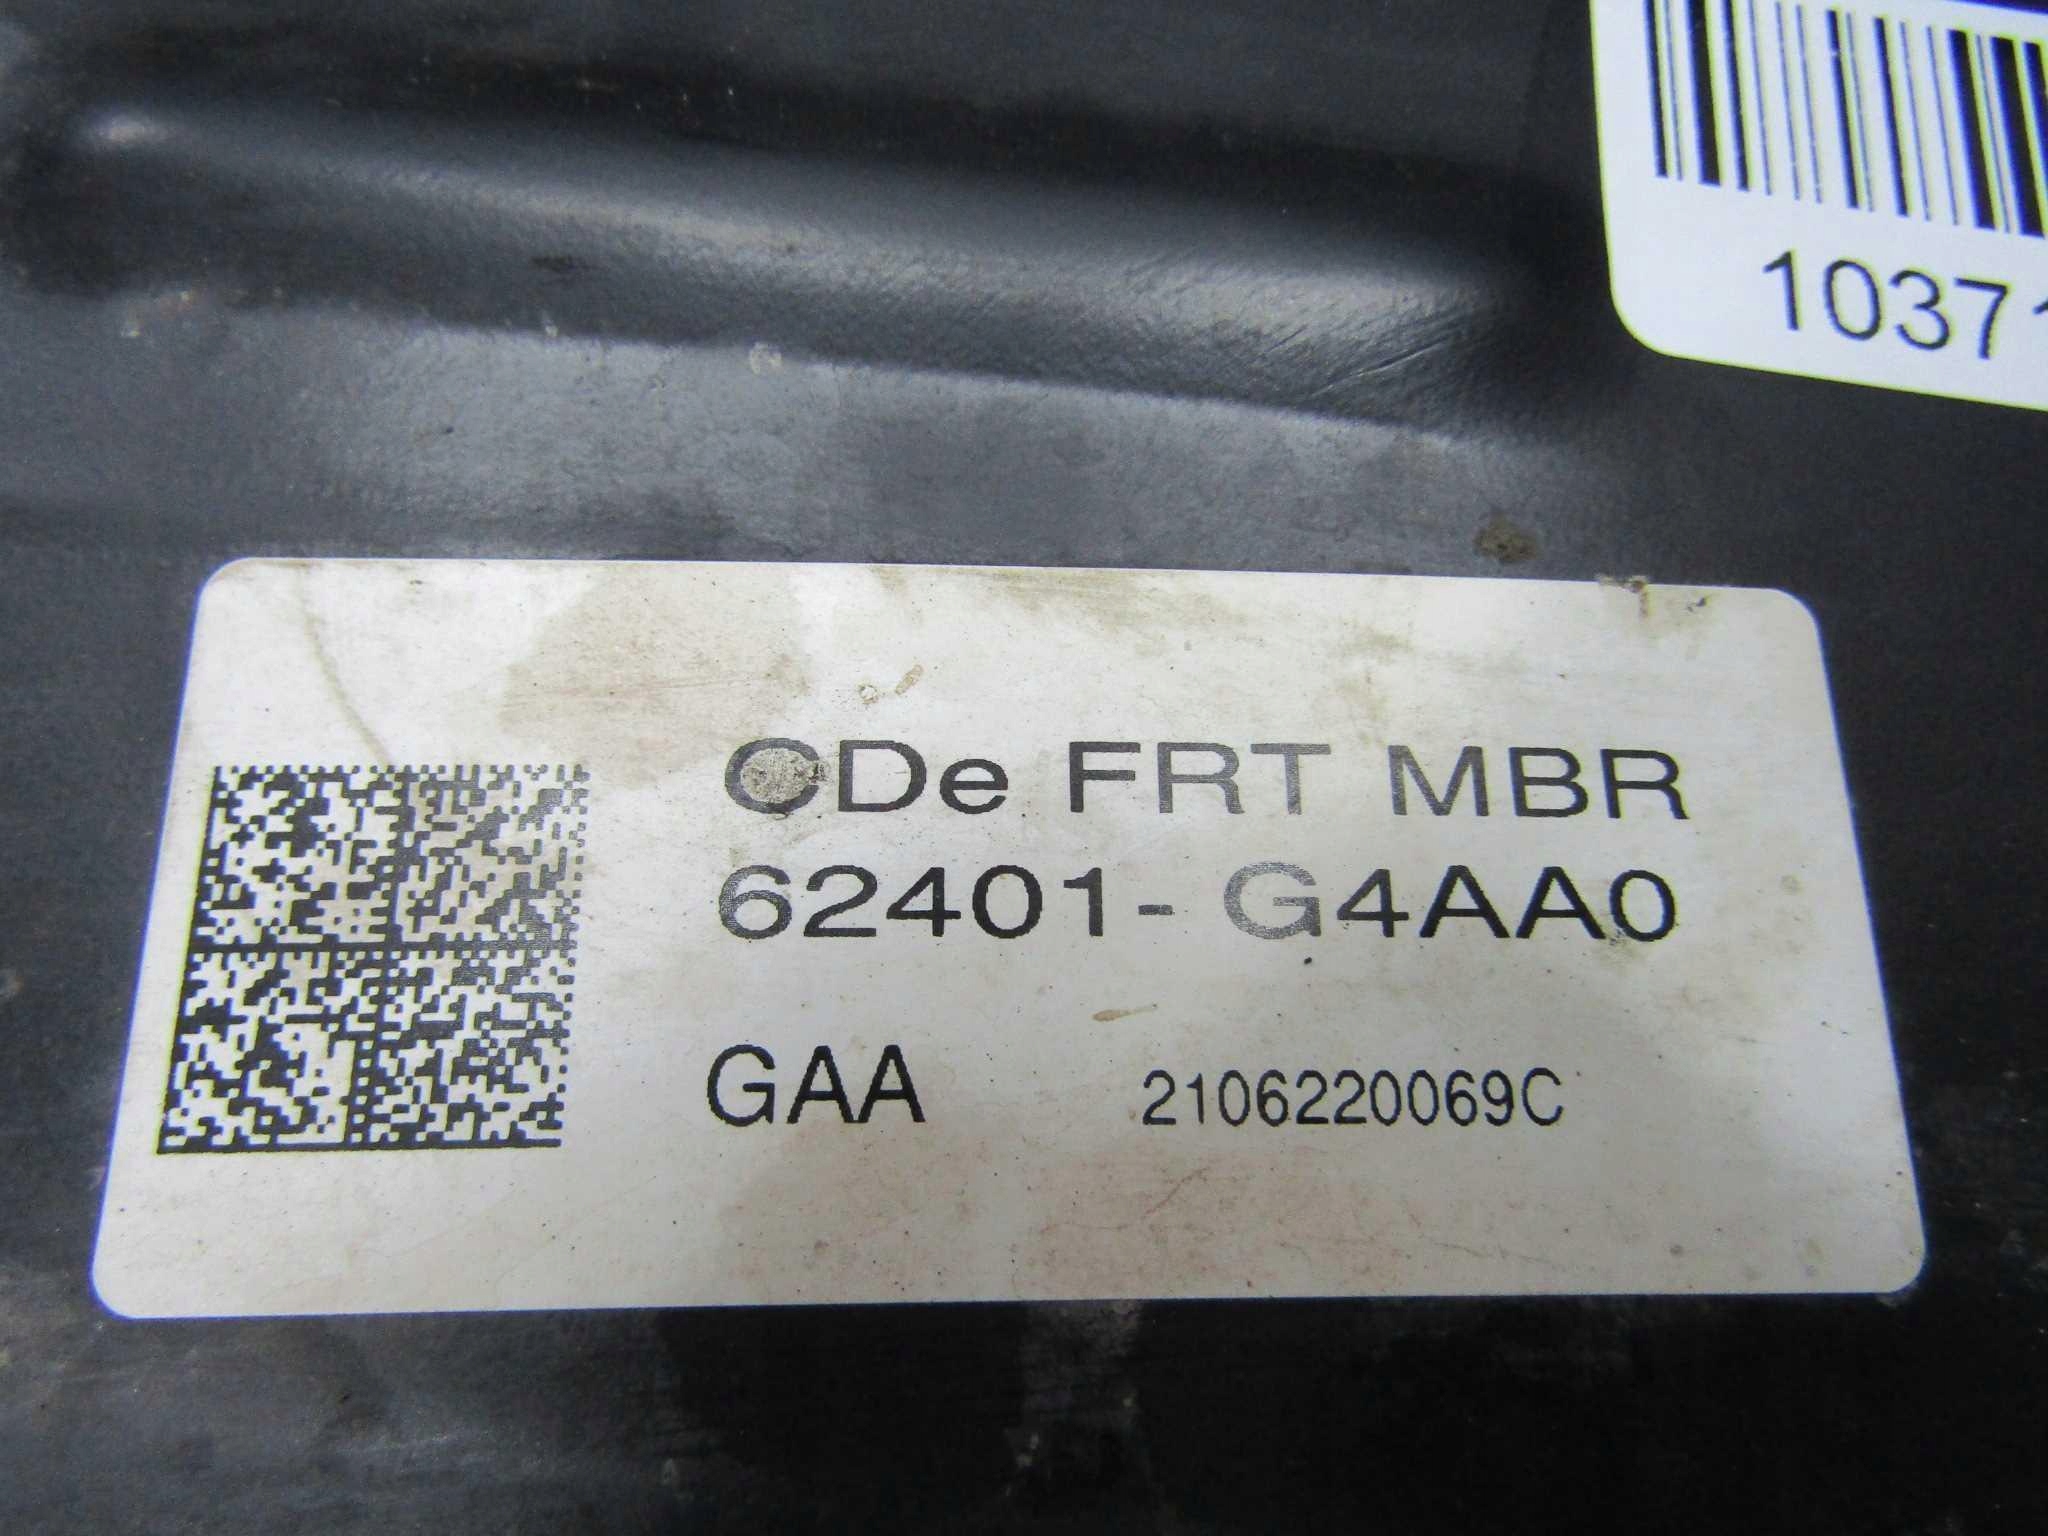 1037
CDe FRT MBR
62401- G4AA0
GAA 2106220069C